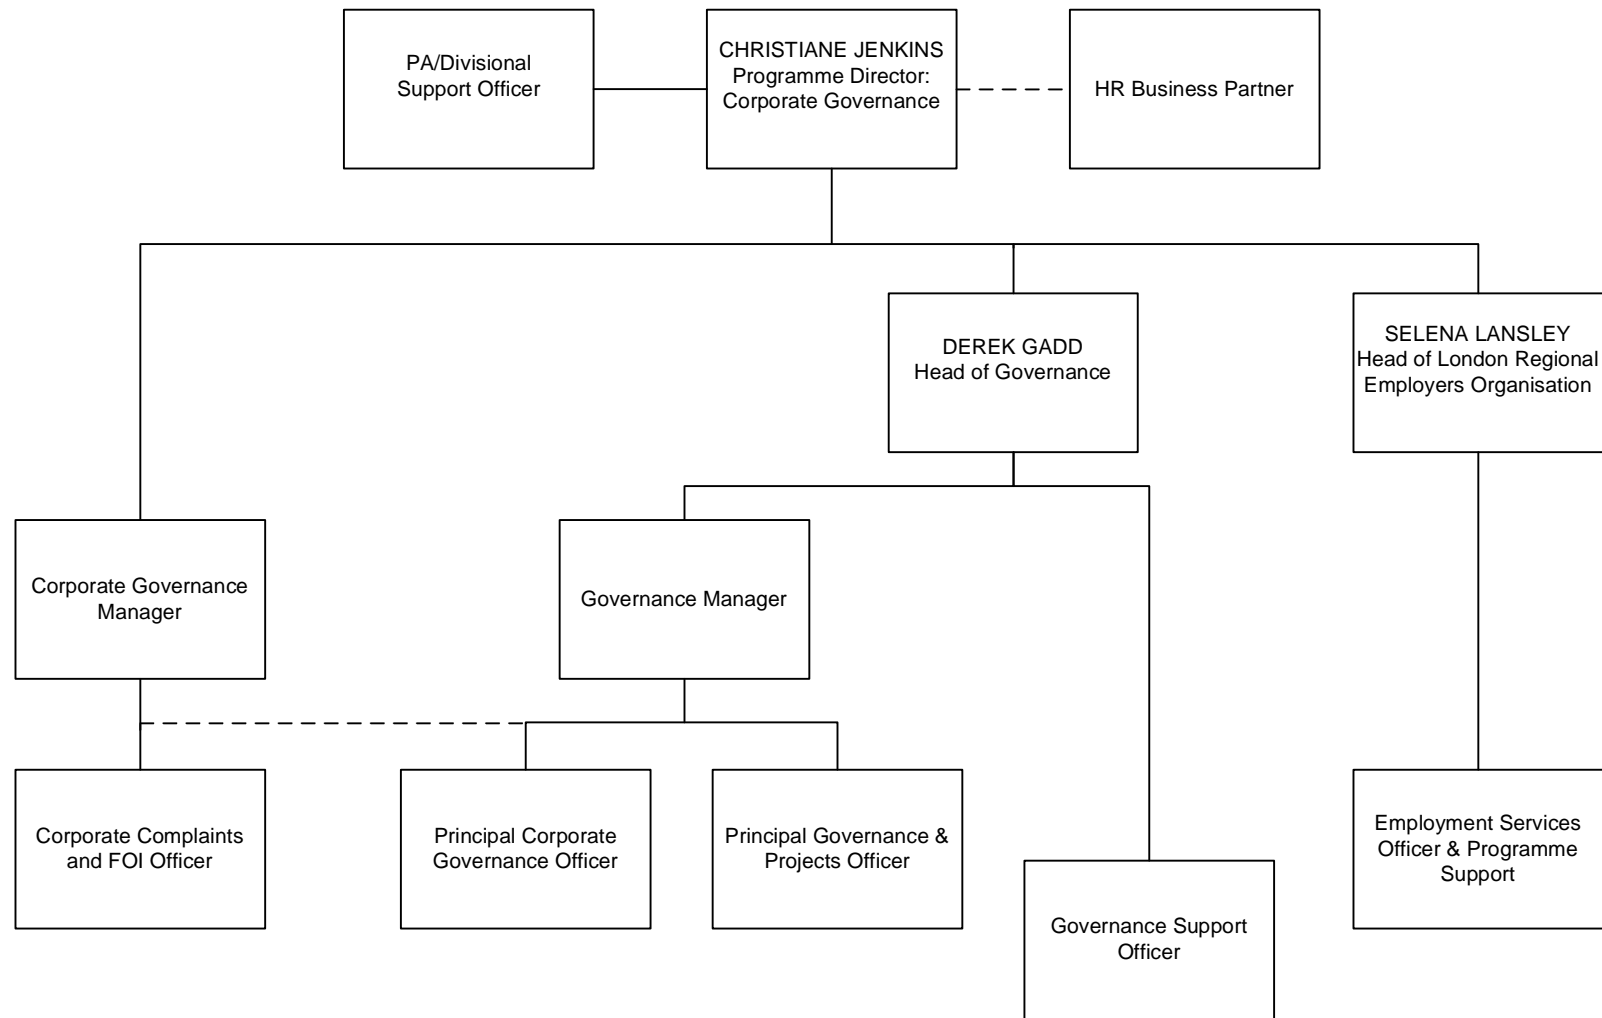 PA/Divisional
Support Officer
CHRISTIANE JENKINS
Programme Director:
Corporate Governance
HR Business Partner
DEREK GADD
Head of Governance
SELENA LANSLEY
Head of London Regional
Employers Organisation
Corporate Governance
Manager
Governance Manager
Corporate Complaints
and FOI Officer
Principal Corporate
Governance Officer
Principal Governance &
Projects Officer
Governance Support
Officer
Employment Services
Officer & Programme
Support